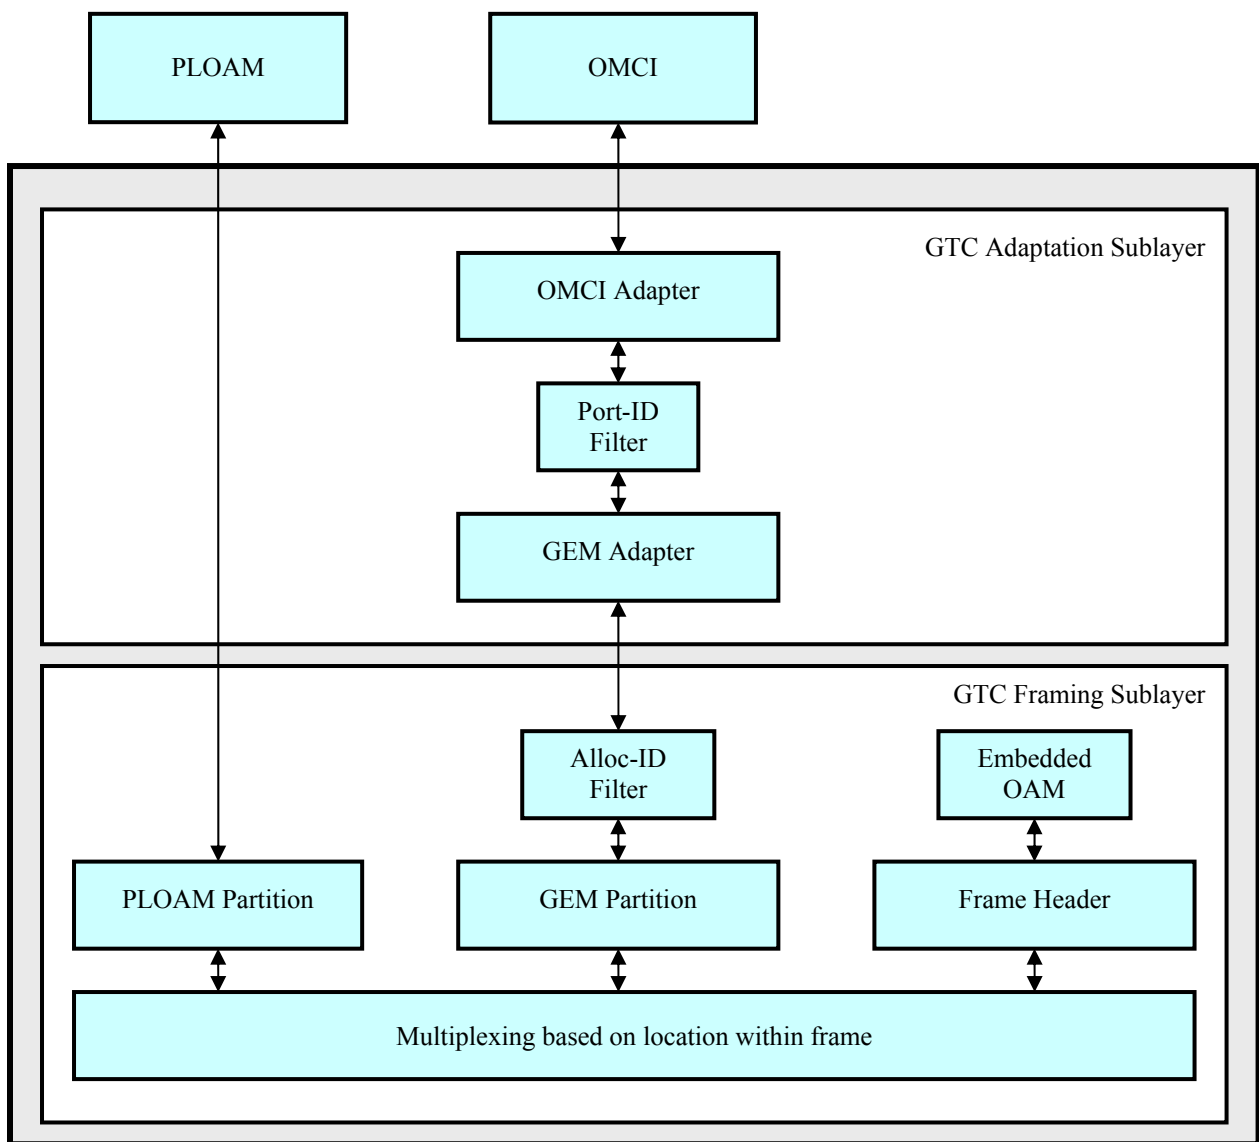 PLOAM
OMCI
GTC Adaptation Sublayer
OMCI Adapter
Port-ID
Filter
GEM Adapter
GTC Framing Sublayer
Alloc-ID
Filter
Embedded
OAM
PLOAM Partition
GEM Partition
Frame Header
Multiplexing based on location within frame